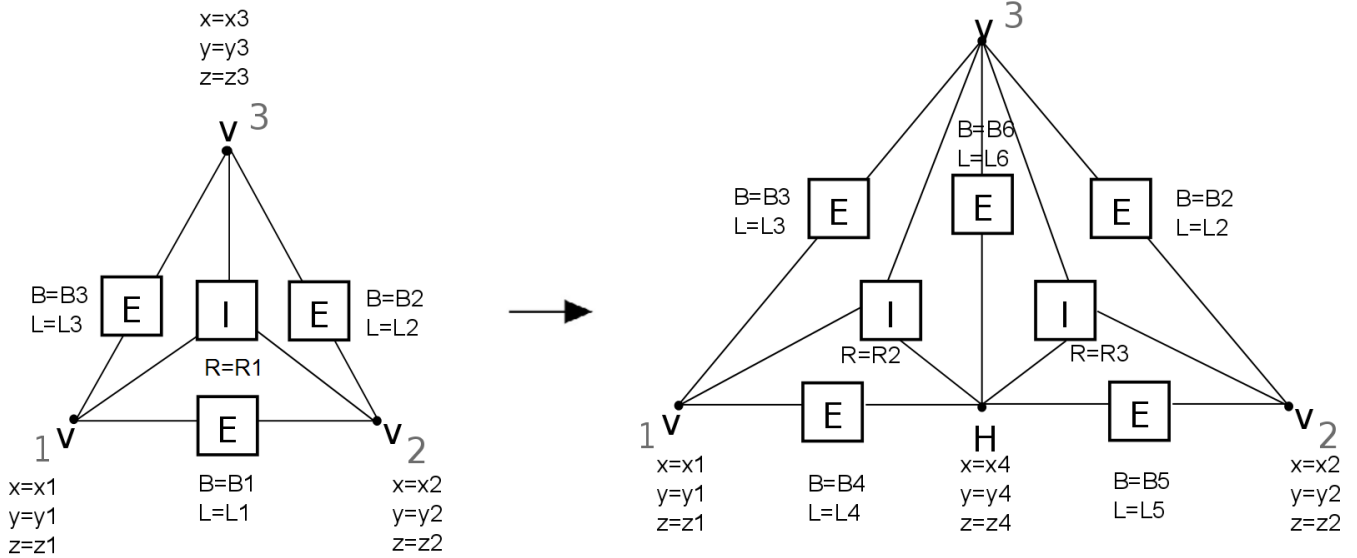 x=x3
y=y3
z=z3
v 3
E
I
E
B=B3
L=L3
B=B2
L=L2
R=R1
1 v
E
v 2
x=x1
y=y1
z=z1
B=B1
L=L1
x=x2
y=y2
z=z2
v 3
B=B6
L=L6
B=B3
L=L3
E
E
E
B=B2
L=L2
I
I
R=R2
R=R3
1 v
E
H
E
v 2
x=x1
y=y1
z=z1
B=B4
L=L4
x=x4
y=y4
z=z4
B=B5
L=L5
x=x2
y=y2
z=z2